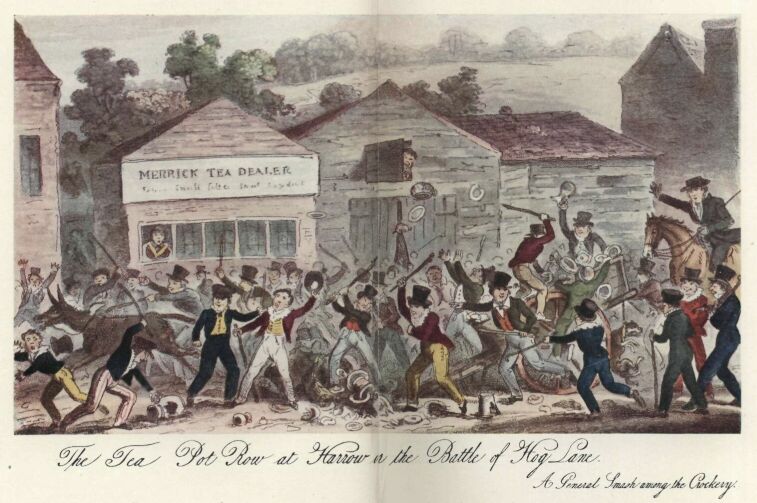 MERRICK TEA DEALER
The Tea Pot Row at Harrow or the Battle of Hog Lane.
A General Smash among the Crockery.